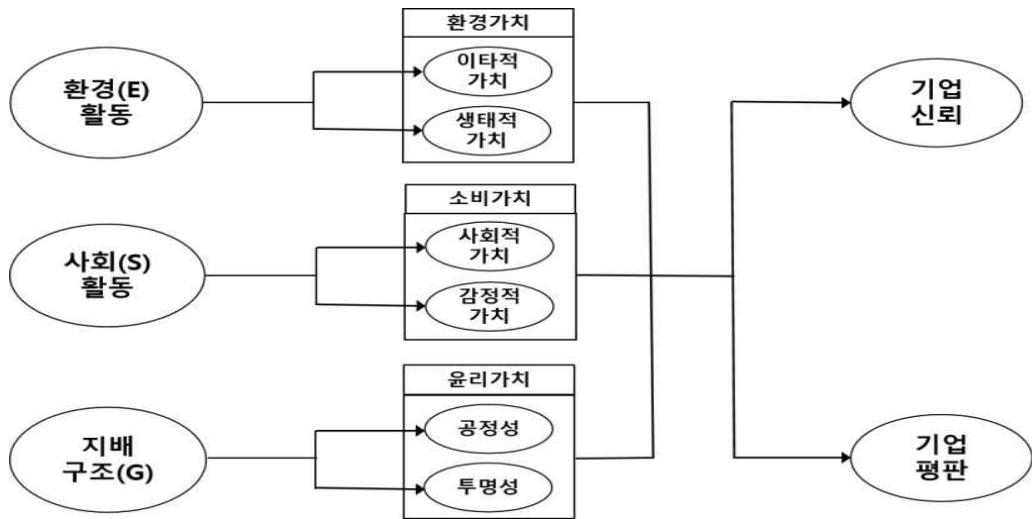 환경(E)
활동
환경가치
이타적
가치
생태적
가치
사회(S)
활동
소비가치
사회적
가치
감정적
가치
지배
구조(G)
윤리가치
공정성
투명성
기업
신뢰
기업
평판